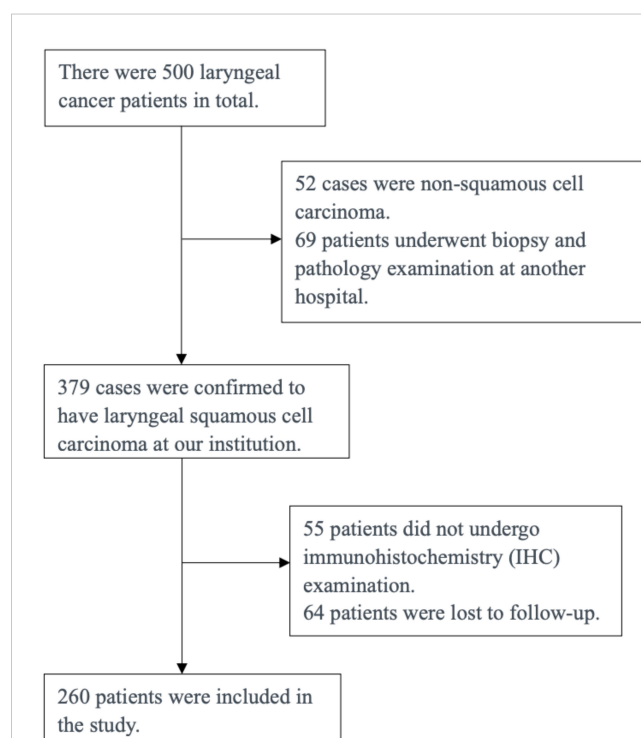 There were 500 laryngeal
cancer patients in total.
52 cases were non-squamous cell
carcinoma.
69 patients underwent biopsy and
pathology examination at another
hospital.
379 cases were confirmed to
have laryngeal squamous cell
carcinoma at our institution.
55 patients did not undergo
immunohistochemistry (IHC)
examination.
64 patients were lost to follow-up.
260 patients were included in
the study.